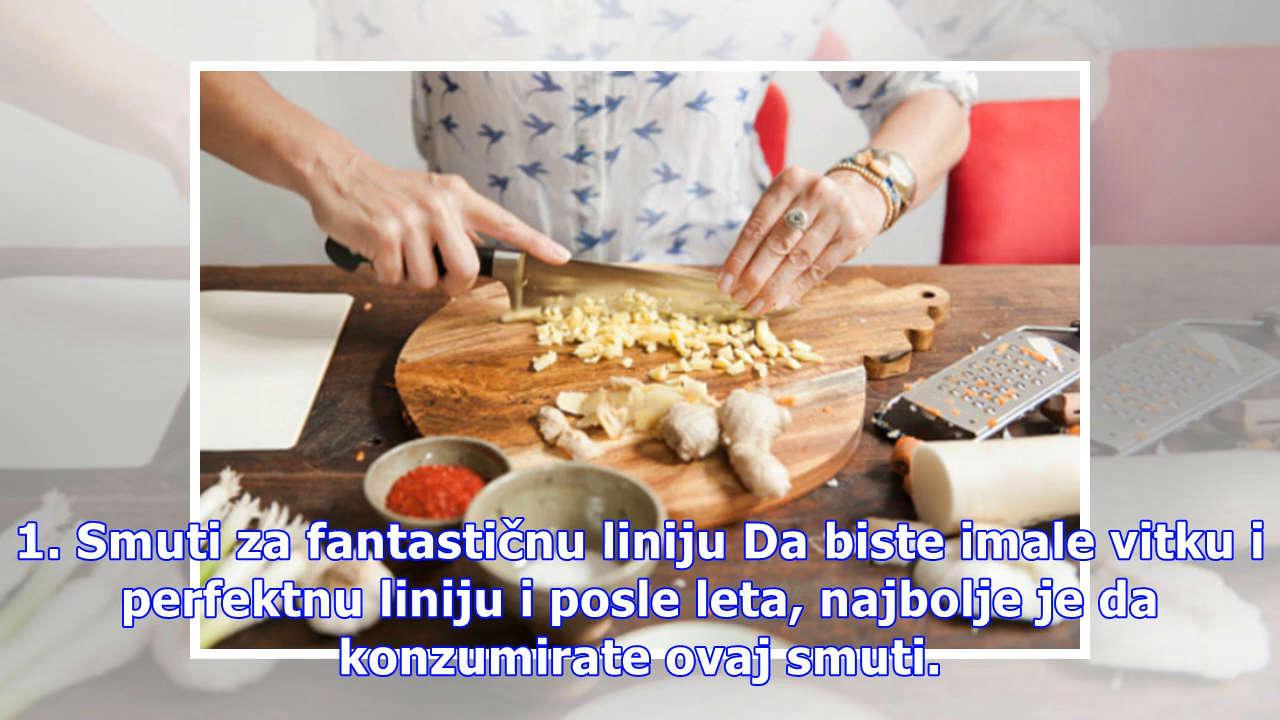 1. Smuti za fantastičnu liniju Da biste imale vitku i
perfektnu liniju i posle leta, najbolje je da
konzumirate ovaj smuti.